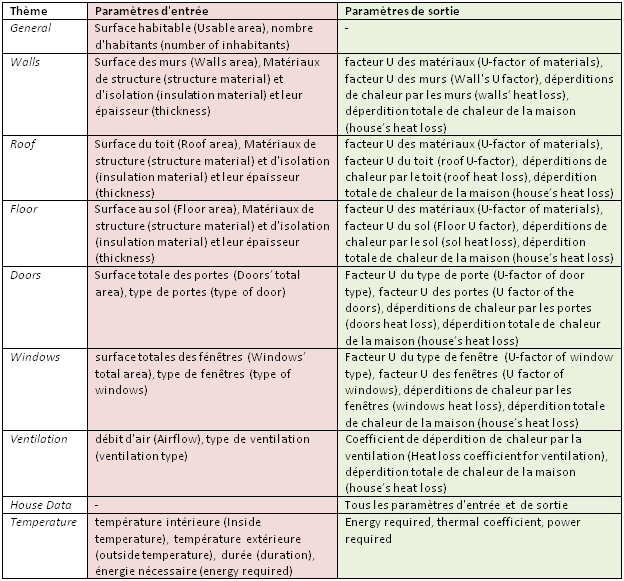 Thème
Paramètres d'entrée
Paramètres de sortie
General
Surface habitable (Usable area), nombre
d'habitants (number of inhabitants)
-
Walls
Surface des murs (Walls area), Matériaux
de structure (structure material) et
d'isolation (insulation material) et leur
épaisseur (thickness)
facteur U des matériaux (U-factor of materials),
facteur U des murs (Wall's U factor), déperditions
de chaleur par les murs (walls' heat loss),
déperdition totale de chaleur de la maison
(house's heat loss)
Roof
Surface du toit (Roof area), Matériaux de
structure (structure material) et d'isolation
(insulation material) et leur épaisseur
(thickness)
facteur U des matériaux (U-factor of materials),
facteur U du toit (roof U-factor), déperditions de
chaleur par le toit (roof heat loss), déperdition
totale de chaleur de la maison (house's heat loss)
Floor
Surface au sol (Floor area), Matériaux de
structure (structure material) et d'isolation
(insulation material) et leur épaisseur
(thickness)
facteur U des matériaux (U-factor of materials),
facteur U du sol (Floor U factor), déperditions de
chaleur par le sol (sol heat loss), déperdition
totale de chaleur de la maison (house's heat loss)
Doors
Surface totale des portes (Doors' total
area), type de portes (type of door)
Facteur U du type de porte (U-factor of door
type), facteur U des portes (U factor of the
doors), déperditions de chaleur par les portes
(doors heat loss), déperdition totale de chaleur
de la maison (house's heat loss)
Windows
surface totales des fénêtres (Windows'
total area), type de fenêtres (type of
windows)
Facteur U du type de fenêtre (U-factor of window
type), facteur U des fenêtres (U factor of
windows), déperditions de chaleur par les
fenêtres (windows heat loss), déperdition totale
de chaleur de la maison (house's heat loss)
Ventilation
débit d'air (Airflow), type de ventilation
(ventilation type)
Coefficient de déperdition de chaleur par la
ventilation (Heat loss coefficient for ventilation),
déperdition totale de chaleur de la maison
(house's heat loss)
House Data
-
Tous les paramètres d'entrée et de sortie
Temperature
température intérieure (Inside
temperature), température extérieure
(outside temperature), durée (duration),
énergie nécessaire (energy required)
Energy required, thermal coefficient, power
required